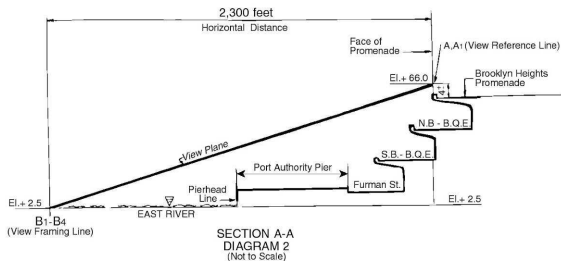 2,300 feet
Horizontal Distance
Face of
Promenade
A,A1 (View Reference Line)
El.+ 66.0
4'±
Brooklyn Heights
Promenade
N.B - B.Q.E.
View Plane
S.B.- B.Q.E.
Port Authority Pier
Pierhead
Line
Furman St.
El.+ 2.5
El.+ 2.5
B1-B4
(View Framing Line)
EAST RIVER
SECTION A-A
DIAGRAM 2
(Not to Scale)